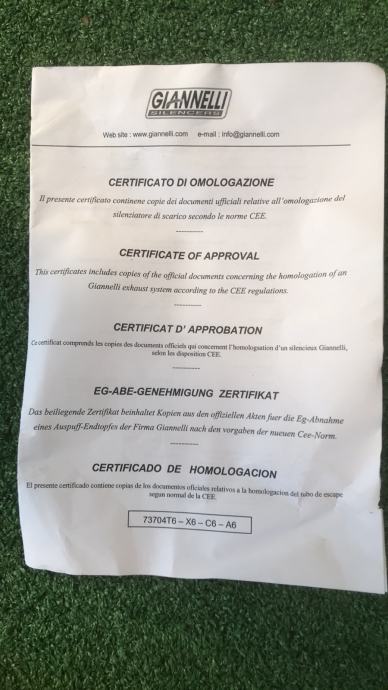 GIANNELLI
SILENCERS
Web site : www.giannelli.com e-mail : info@giannelli.com
CERTIFICATO DI OMOLOGAZIONE
Il presente certificato continene copie dei documenti ufficiali relative all'omologazione del
silenziatore di scarico secondo le norme CEE.
----------
CERTIFICATE OF APPROVAL
This certificates includes copies of the official documents concerning the homologation of an
Giannelli exhaust system according to the CEE regulations.
----------
CERTIFICAT D' APPROBATION
Ce certificat comprends les copies des documents officiels qui concernent l'homologsation d'un silencieux Giannelli,
selon les disposition CEE.
----------
EG-ABE-GENEHMIGUNG ZERTIFIKAT
Das beiliegende Zertifikat beinhaltet Kopien aus den offiziellen Akten fuer die Eg-Abnahme
eines Auspuff-Endtopfes der Firma Giannelli nach den vorgaben der nueuen Cee-Norm.
----------
CERTIFICADO DE HOMOLOGACION
El presente certificado contiene copias de los documentos oficiales relativos a la homologacion del tubo de escape
segun normal de la CEE.
73704T6 – X6 – C6 – A6